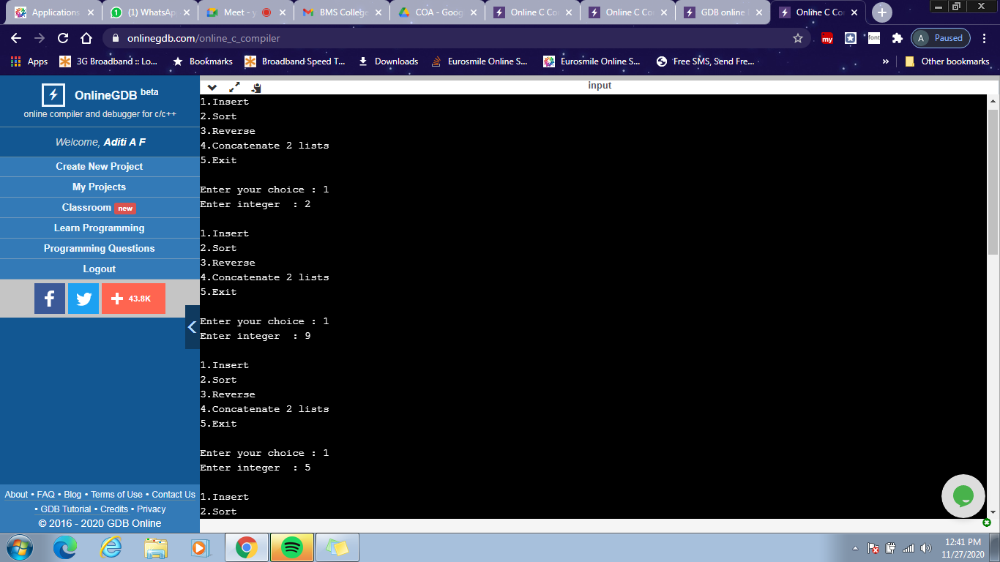 Applications
(1) WhatsAp
Meet - y
BMS College
COA - Goog
Online C Co
Online C Co
GDB online
Online C Co
onlinegdb.com/online_c_compiler
A Paused
Apps
3G Broadband :: Lo...
Bookmarks
Broadband Speed T...
Downloads
Eurosmile Online S...
Eurosmile Online S...
Free SMS, Send Fre...
»
Other bookmarks
my
font
OnlineGDB beta
online compiler and debugger for c/c++
Welcome, Aditi A F
Create New Project
My Projects
Classroom new
Learn Programming
Programming Questions
Logout
f
+ 43.8K
About • FAQ • Blog • Terms of Use • Contact Us
• GDB Tutorial • Credits • Privacy
© 2016 - 2020 GDB Online
input
1.Insert
2.Sort
3.Reverse
4.Concatenate 2 lists
5.Exit
Enter your choice : 1
Enter integer  : 2
1.Insert
2.Sort
3.Reverse
4.Concatenate 2 lists
5.Exit
Enter your choice : 1
Enter integer  : 9
1.Insert
2.Sort
3.Reverse
4.Concatenate 2 lists
5.Exit
Enter your choice : 1
Enter integer  : 5
1.Insert
2.Sort
12:41 PM
11/27/2020